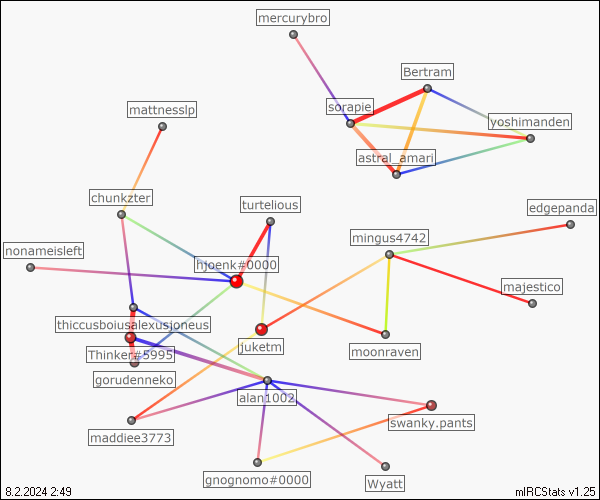 mercurybro
Bertram
sorapie
mattnesslp
yoshimanden
astral_amari
chunkzter
turtelious
edgepanda
mingus4742
nonameisleft
hjoenk#0000
majestico
thiccusboiusalexusjoneus
juketm
moonraven
Thinker#5995
gorudenneko
alan1002
swanky.pants
maddiee3773
gnognomo#0000
Wyatt
8.2.2024 2:49
mIRCStats v1.25